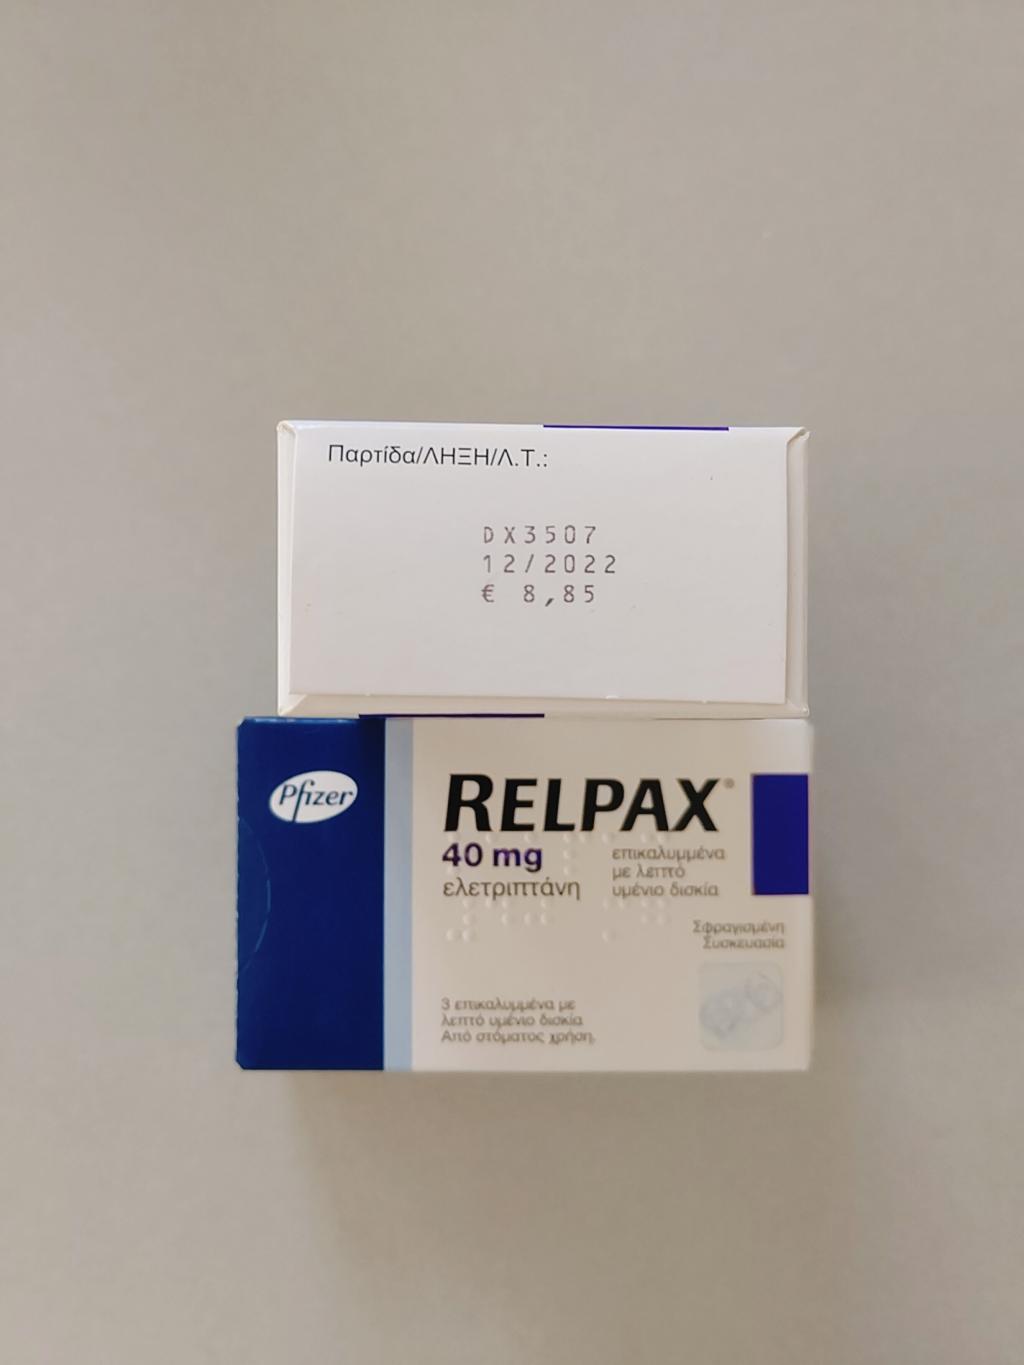 Παρτίδα/ΛΗΞΗ/Λ.Τ.:
DX3507
12/2022
€ 8,85
Pfizer
RELPAX®
40 mg
ελετριπτάνη
επικαλυμμένα
με λεπτό
υμένιο δισκία
Σφραγισμένη
Συσκευασία
3 επικαλυμμένα με
λεπτό υμένιο δισκία
Από στόματος χρήση.